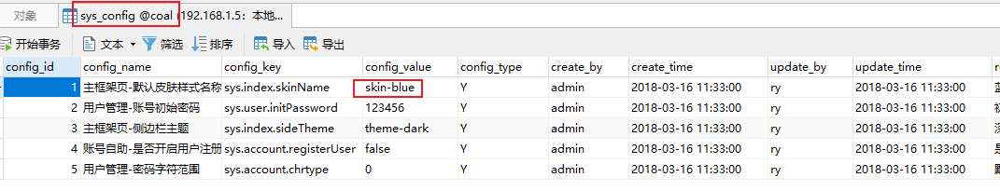 对象 sys_config @coal (192.168.1.5：本地...
开始事务 文本 筛选 排序 导入 导出
config_id config_name config_key config_value config_type create_by create_time update_by update_time
1 主框架页-默认皮肤样式名称 sys.index.skinName skin-blue Y admin 2018-03-16 11:33:00 ry 2018-03-16 11:33:00
2 用户管理-账号初始密码 sys.user.initPassword 123456 Y admin 2018-03-16 11:33:00 ry 2018-03-16 11:33:00
3 主框架页-侧边栏主题 sys.index.sideTheme theme-dark Y admin 2018-03-16 11:33:00 ry 2018-03-16 11:33:00
4 账号自助-是否开启用户注册 sys.account.registerUser false Y admin 2018-03-16 11:33:00 ry 2018-03-16 11:33:00
5 用户管理-密码字符范围 sys.account.chrtype 0 Y admin 2018-03-16 11:33:00 ry 2018-03-16 11:33:00